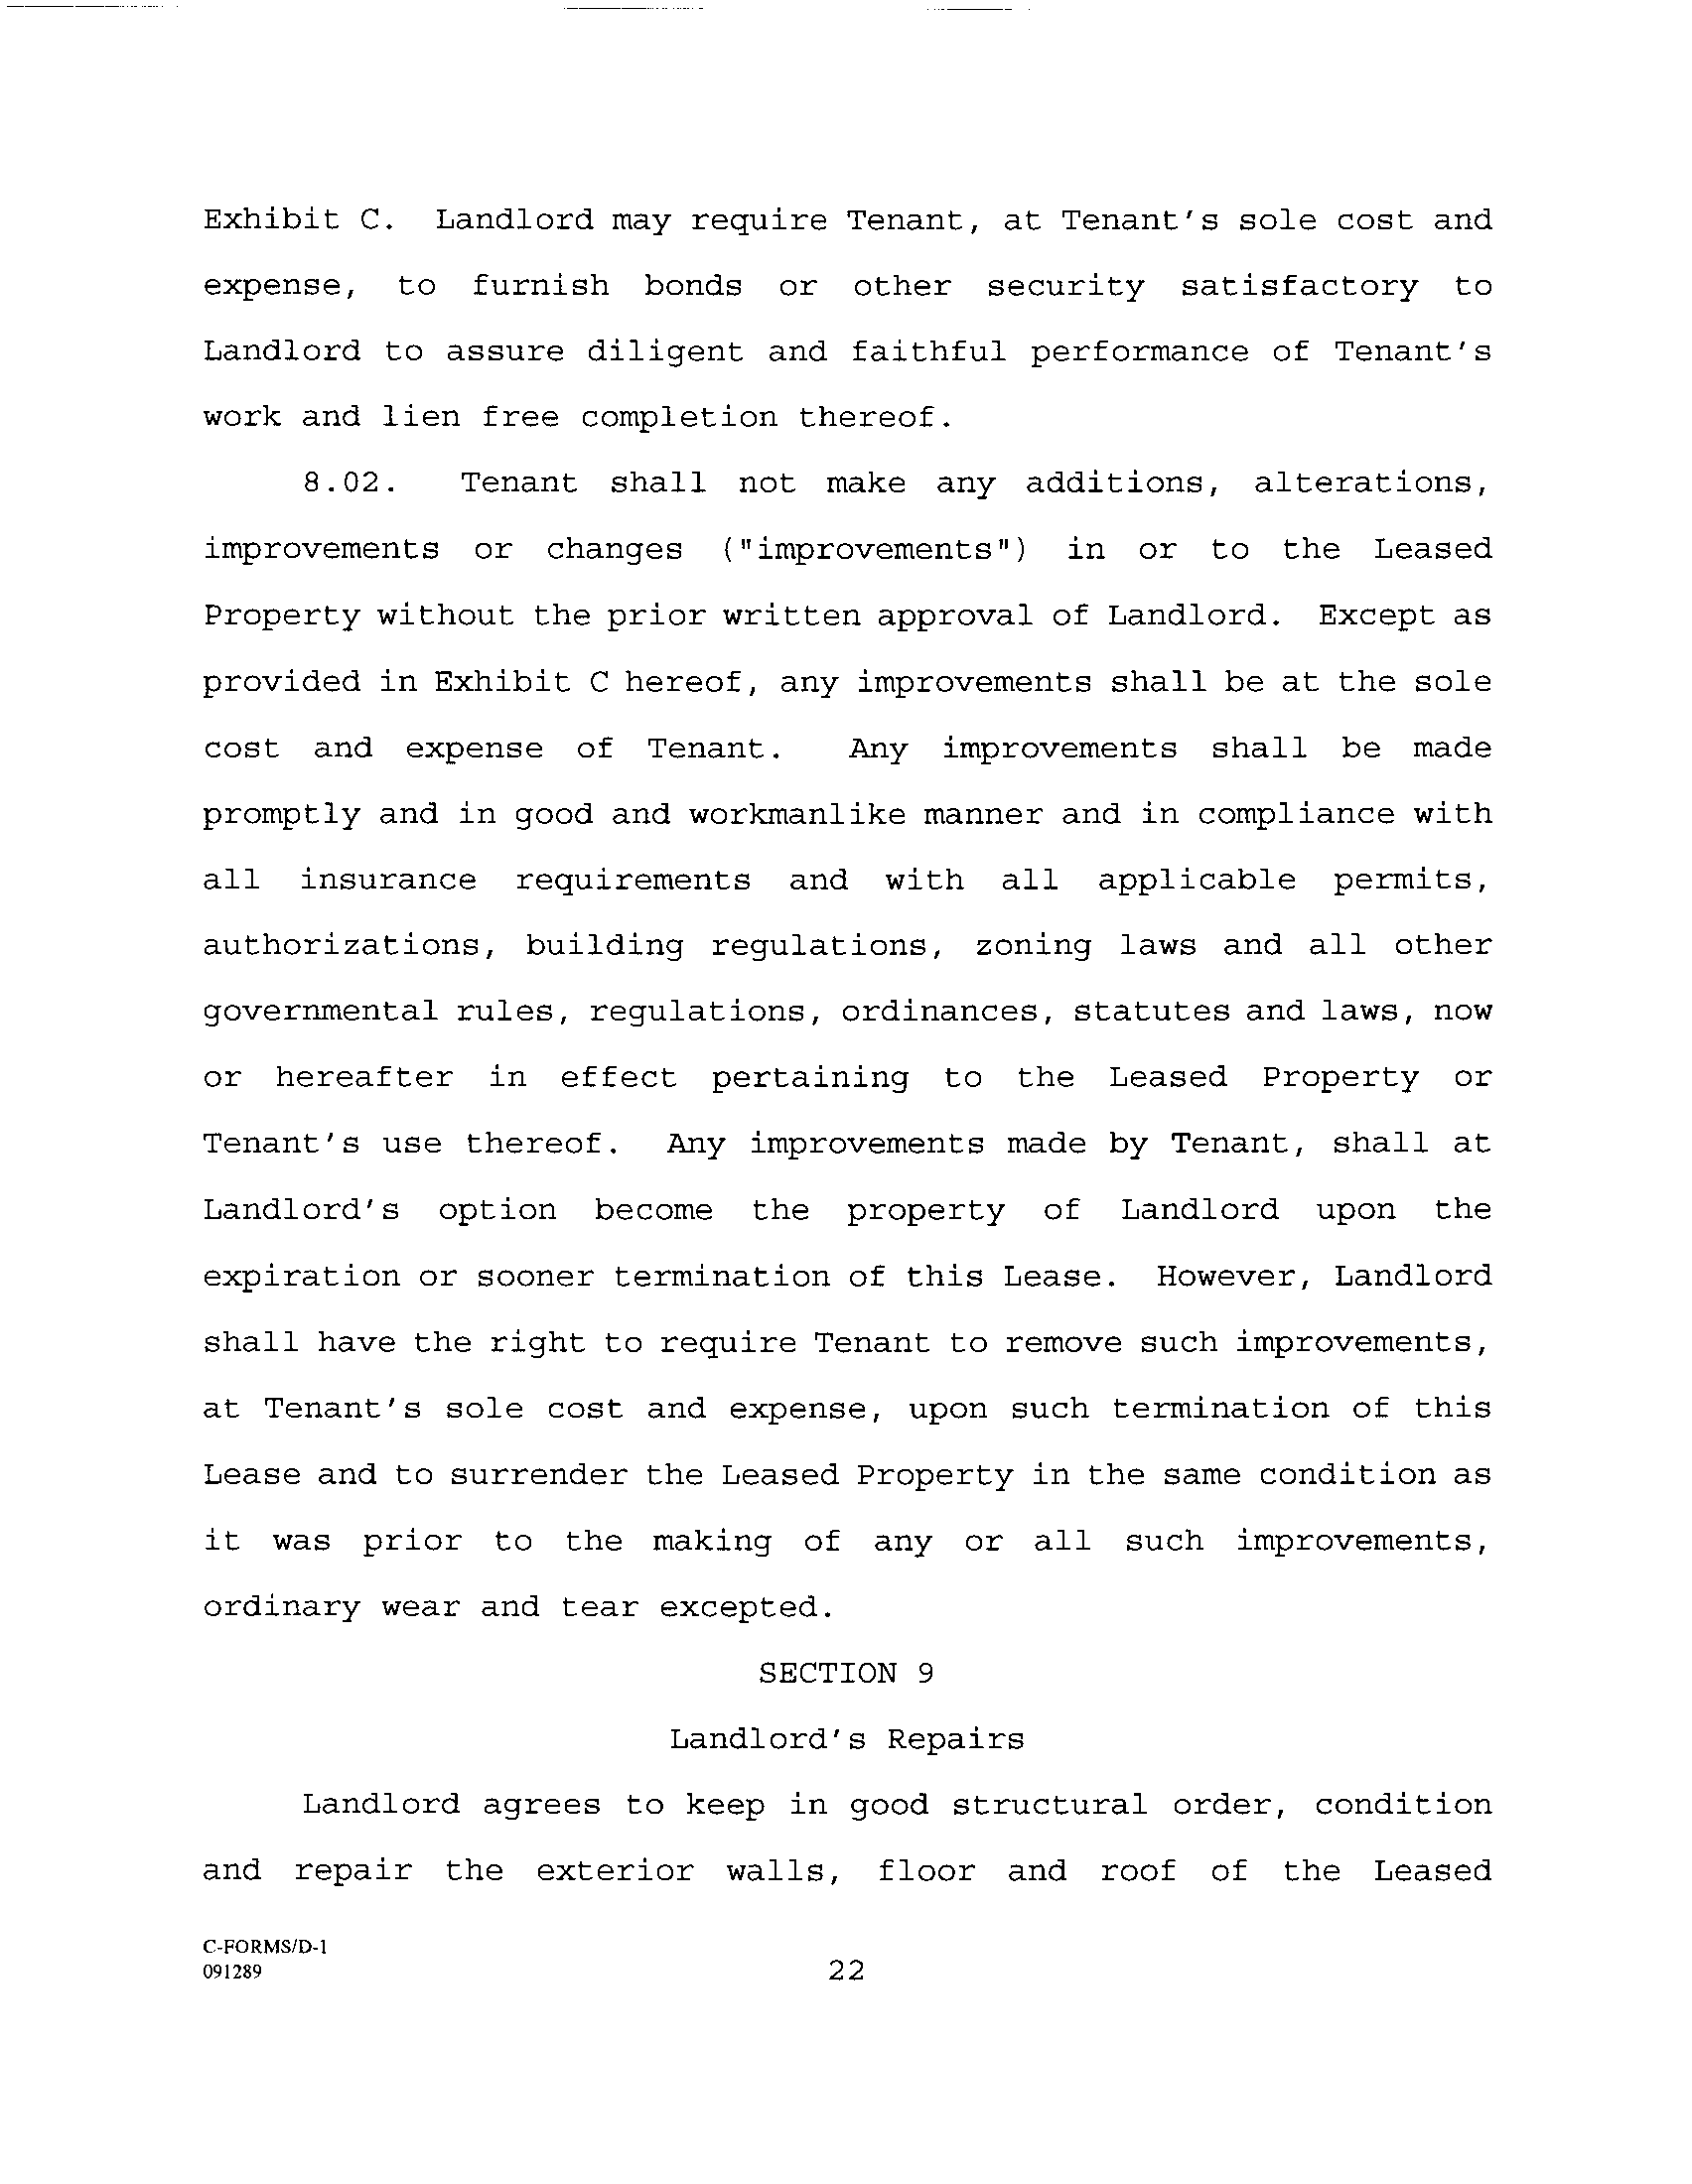 Exhibit C. Landlord may require Tenant, at Tenant's sole cost and
expense, to furnish bonds or other security satisfactory to
Landlord to assure diligent and faithful performance of Tenant's
work and lien free completion thereof.
8.02. Tenant shall not make any additions, alterations,
improvements or changes ("improvements") in or to the Leased
Property without the prior written approval of Landlord. Except as
provided in Exhibit C hereof, any improvements shall be at the sole
cost and expense of Tenant. Any improvements shall be made
promptly and in good and workmanlike manner and in compliance with
all insurance requirements and with all applicable permits,
authorizations, building regulations, zoning laws and all other
governmental rules, regulations, ordinances, statutes and laws, now
or hereafter in effect pertaining to the Leased Property or
Tenant's use thereof. Any improvements made by Tenant, shall at
Landlord's option become the property of Landlord upon the
expiration or sooner termination of this Lease. However, Landlord
shall have the right to require Tenant to remove such improvements,
at Tenant's sole cost and expense, upon such termination of this
Lease and to surrender the Leased Property in the same condition as
it was prior to the making of any or all such improvements,
ordinary wear and tear excepted.
SECTION 9
Landlord's Repairs
Landlord agrees to keep in good structural order, condition
and repair the exterior walls, floor and roof of the Leased
C-FORMS/D-1
091289
22